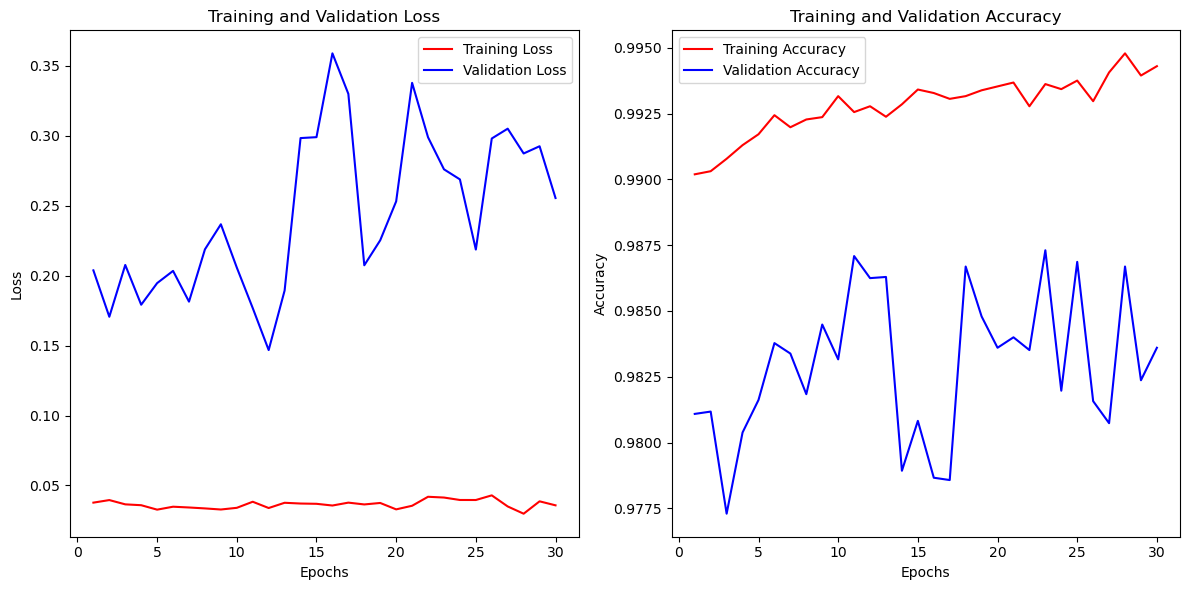 Training and Validation Loss
Training Loss
Validation Loss
0.35
0.30
0.25
0.20
0.15
0.10
0.05
Loss
0 5 10 15 20 25 30
Epochs
Training and Validation Accuracy
Training Accuracy
Validation Accuracy
0.9950
0.9925
0.9900
0.9875
0.9850
0.9825
0.9800
0.9775
Accuracy
0 5 10 15 20 25 30
Epochs